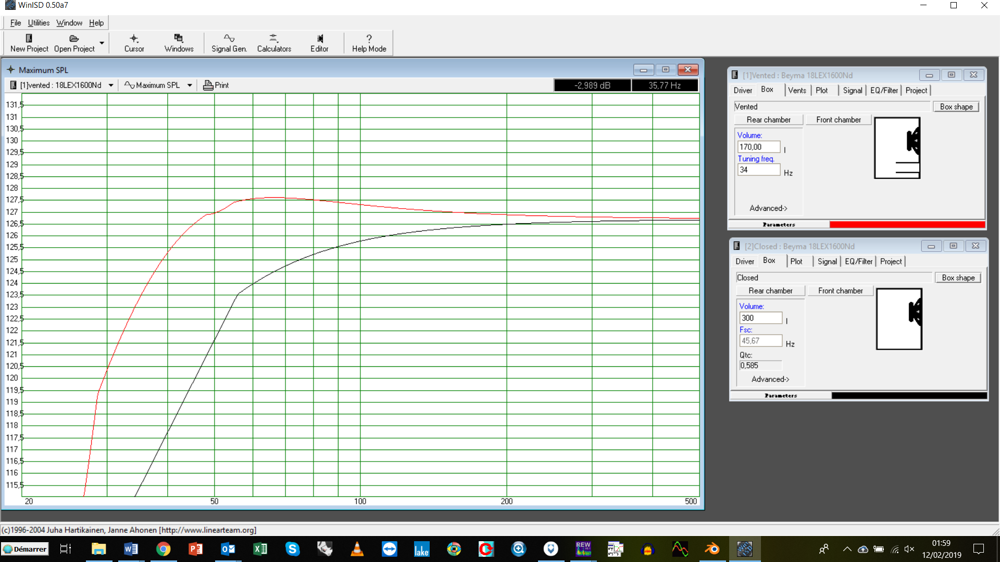 WinISD 0.50a7
File Utilities Window Help
New Project Open Project Cursor Windows Signal Gen. Calculators Editor Help Mode
Maximum SPL
[1]vented : 18LEX1600Nd Maximum SPL Print -2,989 dB 35,77 Hz
131,5
131
130,5
130
129,5
129
128,5
128
127,5
127
126,5
126
125,5
125
124,5
124
123,5
123
122,5
122
121,5
121
120,5
120
119,5
119
118,5
118
117,5
117
116,5
116
115,5
20 50 100 200 500
[1]Vented : Beyma 18LEX1600Nd
Driver Box Vents Plot Signal EQ/Filter Project
Vented Box shape
Rear chamber Front chamber
Volume:
170,00 l
Tuning freq.
34 Hz
Advanced->
Parameters
[2]Closed : Beyma 18LEX1600Nd
Driver Box Plot Signal EQ/Filter Project
Closed Box shape
Rear chamber Front chamber
Volume:
300 l
Fsc:
45,67 Hz
Qtc:
0,585
Advanced->
Parameters
(c)1996-2004 Juha Hartikainen, Janne Ahonen [http://www.linearteam.org]
Démarrer lake REW 01:59
12/02/2019